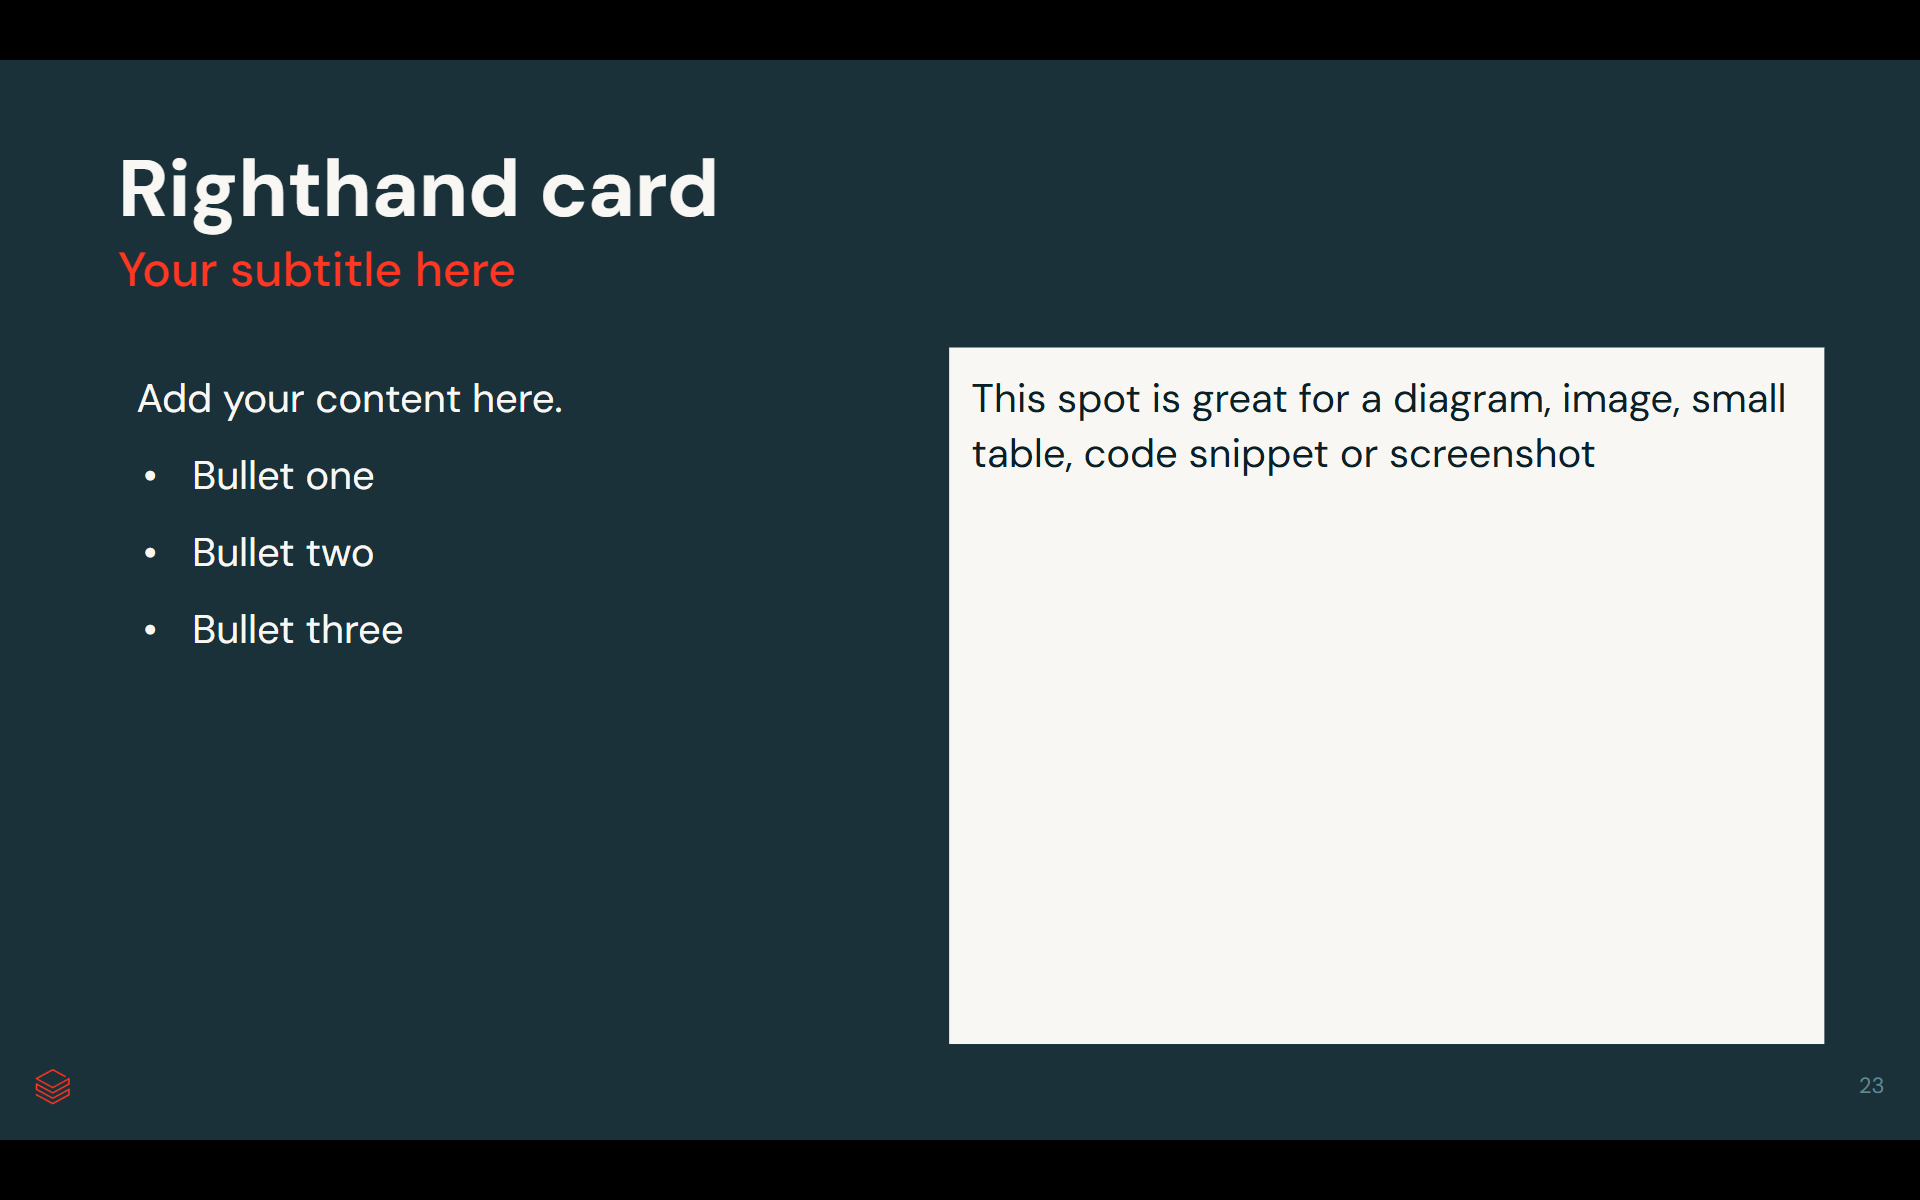 Righthand card
Your subtitle here
Add your content here.
• Bullet one
• Bullet two
• Bullet three
This spot is great for a diagram, image, small
table, code snippet or screenshot
23